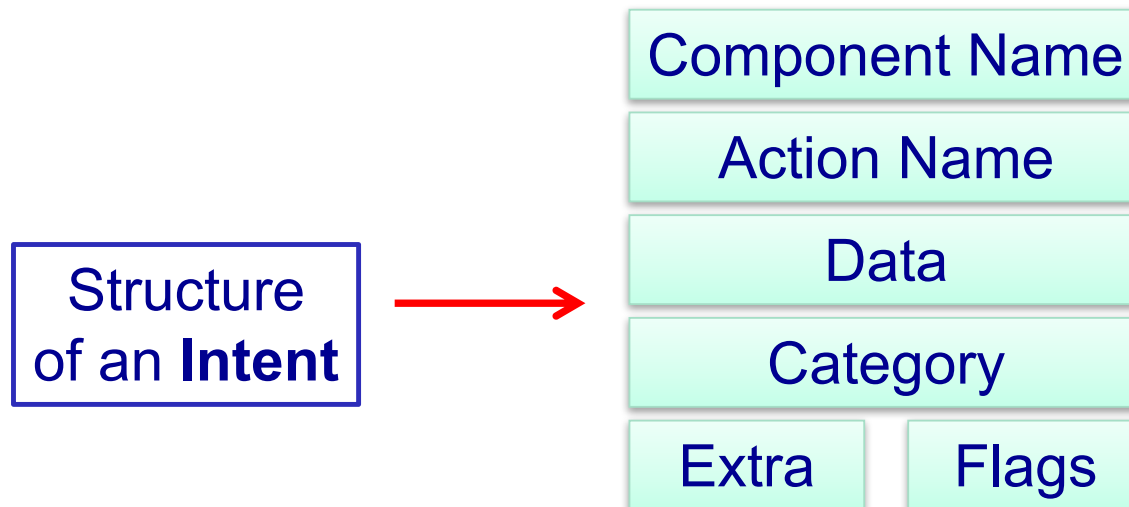 Structure
of an Intent
Component Name
Action Name
Data
Category
Extra
Flags